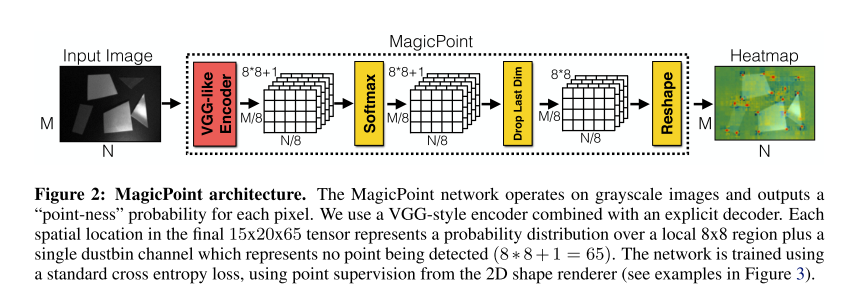 MagicPoint
Input Image
Heatmap
M
N
VGG-like
Encoder
8*8+1
M/8
N/8
Softmax
8*8+1
M/8
N/8
Drop Last Dim
8*8
M/8
N/8
Reshape
M
N
Figure 2: MagicPoint architecture. The MagicPoint network operates on grayscale images and outputs a
“point-ness” probability for each pixel. We use a VGG-style encoder combined with an explicit decoder. Each
spatial location in the final 15x20x65 tensor represents a probability distribution over a local 8x8 region plus a
single dustbin channel which represents no point being detected (8 ∗ 8 + 1 = 65). The network is trained using
a standard cross entropy loss, using point supervision from the 2D shape renderer (see examples in Figure 3).